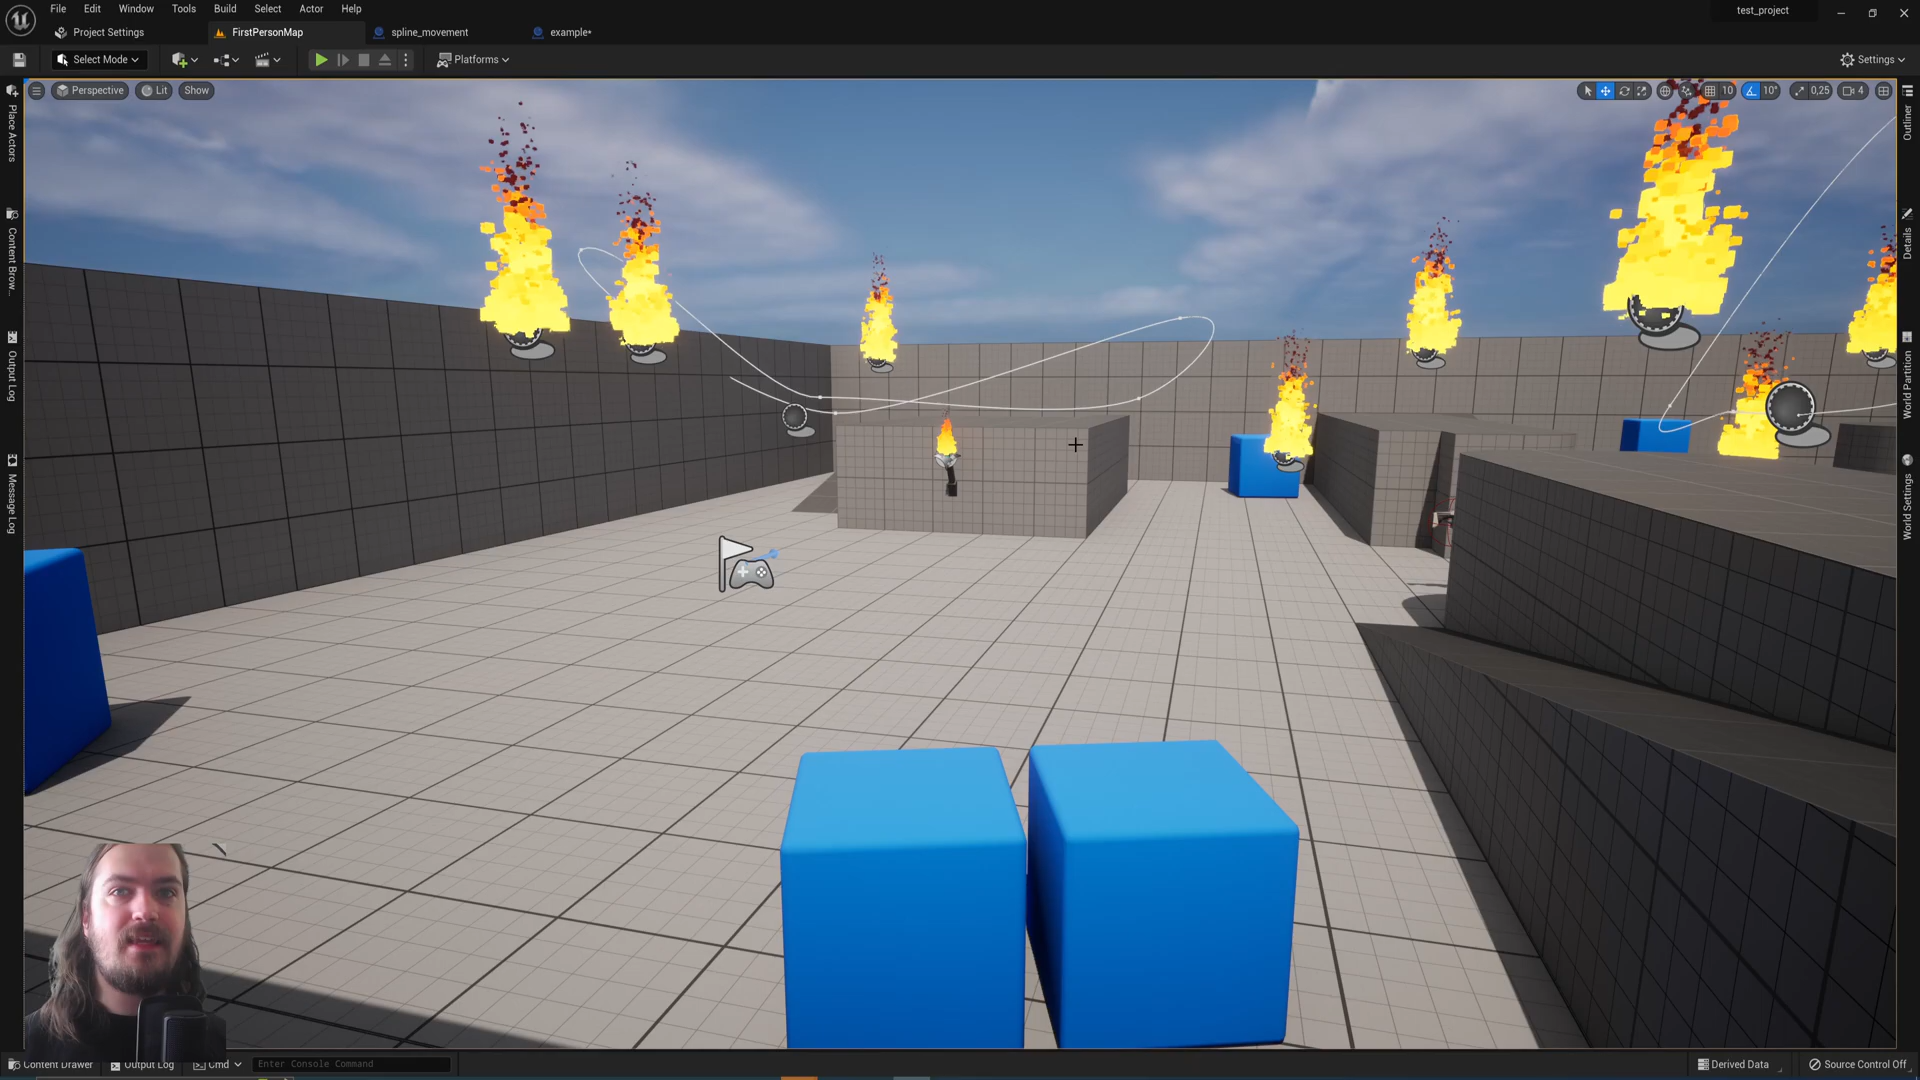 File Edit Window Tools Build Select Actor Help
test_project
Project Settings
FirstPersonMap
spline_movement
example*
Select Mode
Platforms
Settings
Perspective
Lit
Show
10
10°
0,25
4
Place Actors
Content Brow...
Output Log
Message Log
Outliner
Details
World Partition
World Settings
Content Drawer
Output Log
Cmd
Enter Console Command
Derived Data
Source Control Off